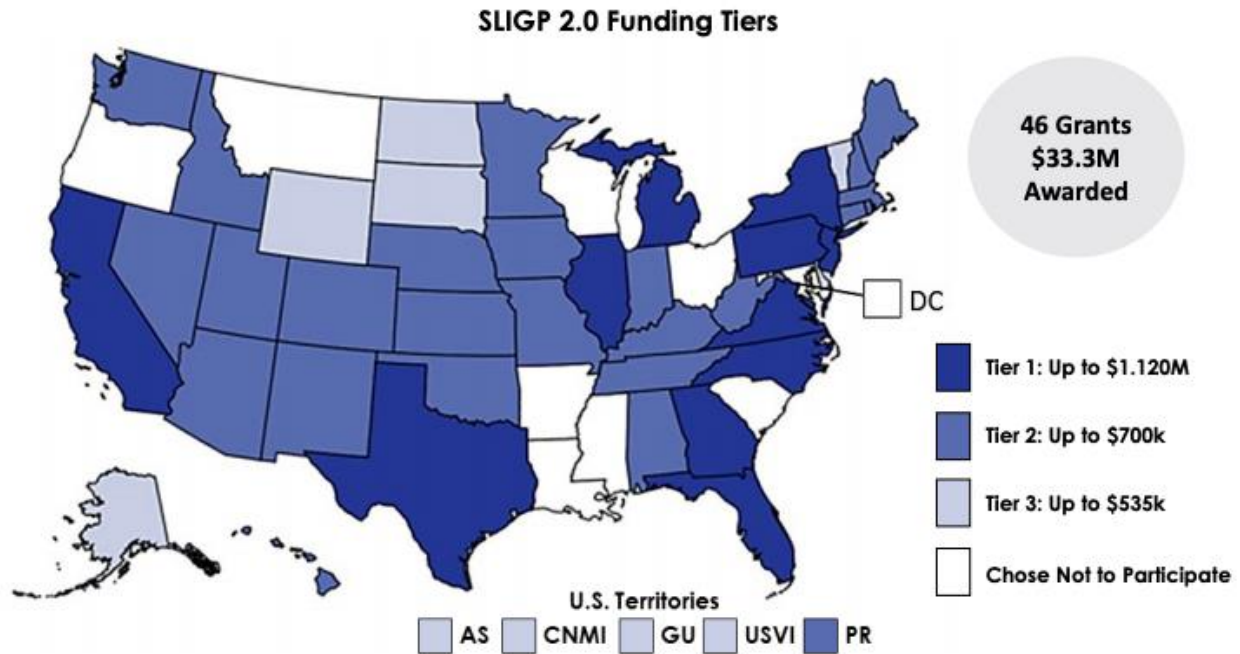 SLIGP 2.0 Funding Tiers
46 Grants
$33.3M
Awarded
DC
Tier 1: Up to $1.120M
Tier 2: Up to $700k
Tier 3: Up to $535k
Chose Not to Participate
U.S. Territories
AS CNMI GU USVI PR